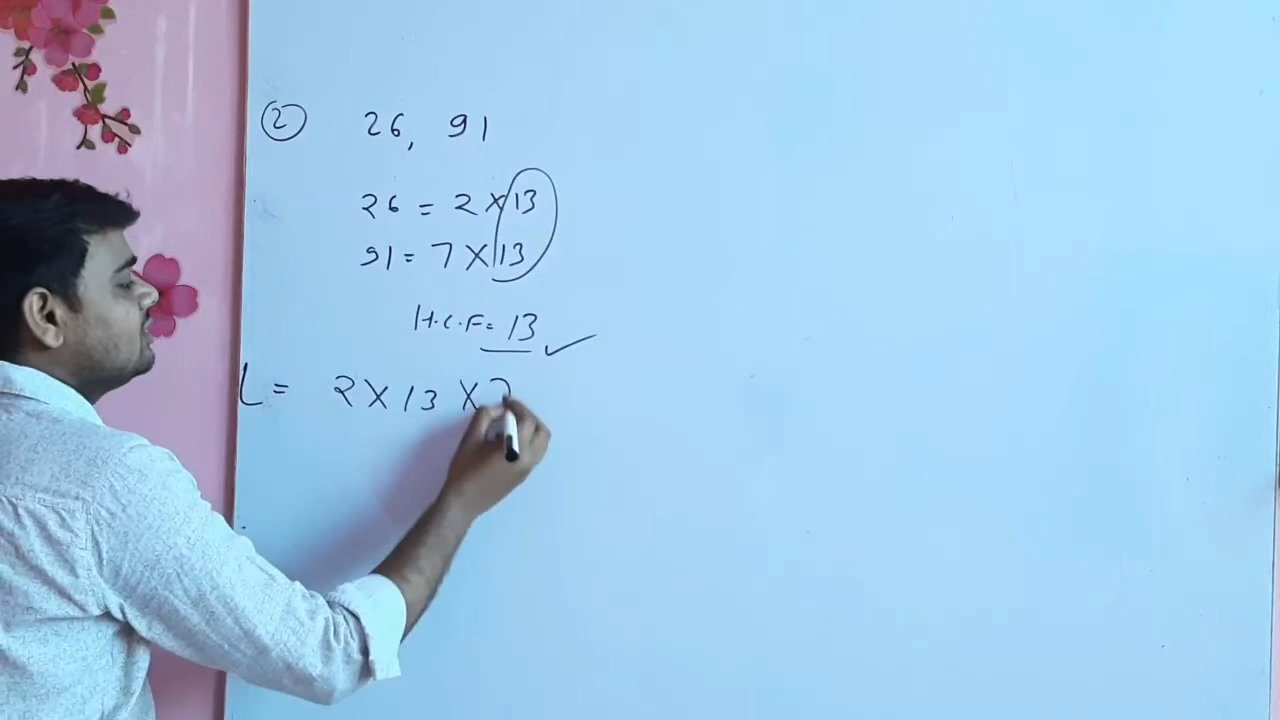 ② 26, 91
26 = 2 X 13
91 = 7 X 13
H.C.F = 13 ✓
L = 2 X 13 X 7